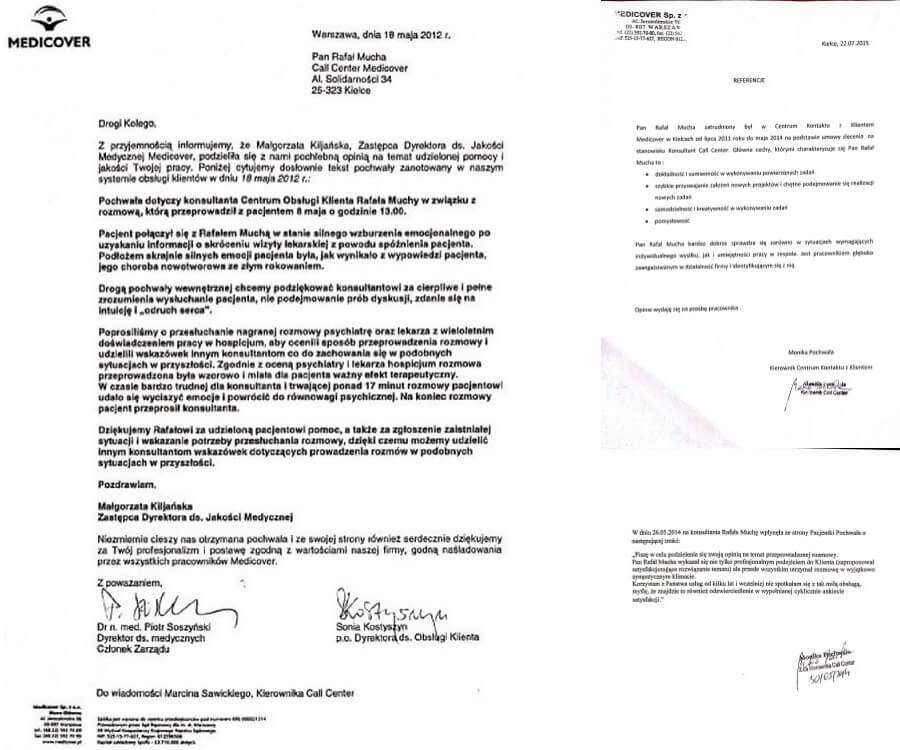 MEDICOVER
Warszawa, dnia 18 maja 2012 r.
Pan Rafał Mucha
Call Center Medicover
Al. Solidarności 34
25-323 Kielce
Drogi Kolego,
Z przyjemnością informujemy, że Małgorzata Kiljańska, Zastępca Dyrektora ds. Jakości
Medycznej Medicover, podzieliła się z nami pochlebną opinią na temat udzielonej pomocy i
jakości Twojej pracy. Poniżej cytujemy dosłownie tekst pochwały zanotowany w naszym
systemie obsługi klientów w dniu 18 maja 2012 r.:
Pochwała dotyczy konsultanta Centrum Obsługi Klienta Rafała Muchy w związku z
rozmową, którą przeprowadził z pacjentem 8 maja o godzinie 13.00.
Pacjent połączył się z Rafałem Muchą w stanie silnego wzburzenia emocjonalnego po
uzyskaniu informacji o skróceniu wizyty lekarskiej z powodu spóźnienia pacjenta.
Podłożem skrajnie silnych emocji pacjenta była, jak wynikało z wypowiedzi pacjenta,
jego choroba nowotworowa ze złym rokowaniem.
Drogą pochwały wewnętrznej chcemy podziękować konsultantowi za cierpliwe i pełne
zrozumienia wysłuchanie pacjenta, nie podejmowanie prób dyskusji, zdanie się na
intuicję i „odruch serca”.
Poprosiliśmy o przesłuchanie nagranej rozmowy psychiatrę oraz lekarza z wieloletnim
doświadczeniem pracy w hospicjum, aby ocenili sposób przeprowadzenia rozmowy i
udzielili wskazówek innym konsultantom co do zachowania się w podobnych
sytuacjach w przyszłości. Zgodnie z oceną psychiatry i lekarza hospicjum rozmowa
przeprowadzona była wzorowo i miała dla pacjenta ważny efekt terapeutyczny.
W czasie bardzo trudnej dla konsultanta i trwającej ponad 17 minut rozmowy pacjentowi
udało się wyciszyć emocje i powrócić do równowagi psychicznej. Na koniec rozmowy
pacjent przeprosił konsultanta.
Dziękujemy Rafałowi za udzieloną pacjentowi pomoc, a także za zgłoszenie zaistniałej
sytuacji i wskazanie potrzeby przesłuchania rozmowy, dzięki czemu możemy udzielić
innym konsultantom wskazówek dotyczących prowadzenia rozmów w podobnych
sytuacjach w przyszłości.
Pozdrawiam,
Małgorzata Kiljańska
Zastępca Dyrektora ds. Jakości Medycznej
Niezmiernie cieszy nas otrzymana pochwała i ze swojej strony również serdecznie dziękujemy
za Twój profesjonalizm i postawę zgodną z wartościami naszej firmy, godną naśladowania
przez wszystkich pracowników Medicover.
Z poważaniem,
Dr n. med. Piotr Soszyński
Dyrektor ds. medycznych
Członek Zarządu
Sonia Kostyszyn
p.o. Dyrektora ds. Obsługi Klienta
Do wiadomości Marcina Sawickiego, Kierownika Call Center
www.medicover.pl
MEDICOVER Sp. z
Al. Jerozolimskie
Kielce, 22.07.2015
REFERENCJE
Pan Rafał Mucha zatrudniony był w Centrum Kontaktu z Klientem
Medicover w Kielcach od lipca 2011 roku do maja 2014 na podstawie umowy zlecenia na
stanowisku Konsultant Call Center. Główne cechy, którymi charakteryzuje się Pan Rafał
Mucha to :
• dokładność i sumienność w wykonywaniu powierzonych zadań
• szybkie przyswajanie założeń nowych projektów i chętne podejmowanie się realizacji
nowych zadań
• samodzielność i kreatywność w wykonywaniu zadań
• pomysłowość
Pan Rafał Mucha bardzo dobrze sprawdza się zarówno w sytuacjach wymagających
indywidualnego wysiłku, jak i umiejętności pracy w zespole. Jest pracownikiem głęboko
zaangażowanym w działalność firmy i identyfikującym się z nią.
Opinie wydaję się na prośbę pracownika .
Monika Pochwała
Kierownik Centrum Kontaktu z Klientem
Kierownik Call Center
W dniu 26.05.2014 na konsultanta Rafała Muchę wpłynęła ze strony Pacjentki Pochwała o
następującej treści:
„Piszę w celu podzielenia się swoją opinią na temat przeprowadzonej rozmowy.
Pan Rafał Mucha wykazał się nie tylko profesjonalnym podejściem do Klienta (zaproponował
satysfakcjonujące rozwiązanie tematu) ale przede wszystkim utrzymał rozmowę w wyjątkowo
sympatycznym klimacie.
Korzystam z Państwa usług od kilku lat i wcześniej nie spotkałam się z tak miłą obsługą,
myślę, że znajdzie to również odzwierciedlenie w wypełnionej cyklicznie ankiecie
satysfakcji.”
Kierownika Call Center
30/05/2014